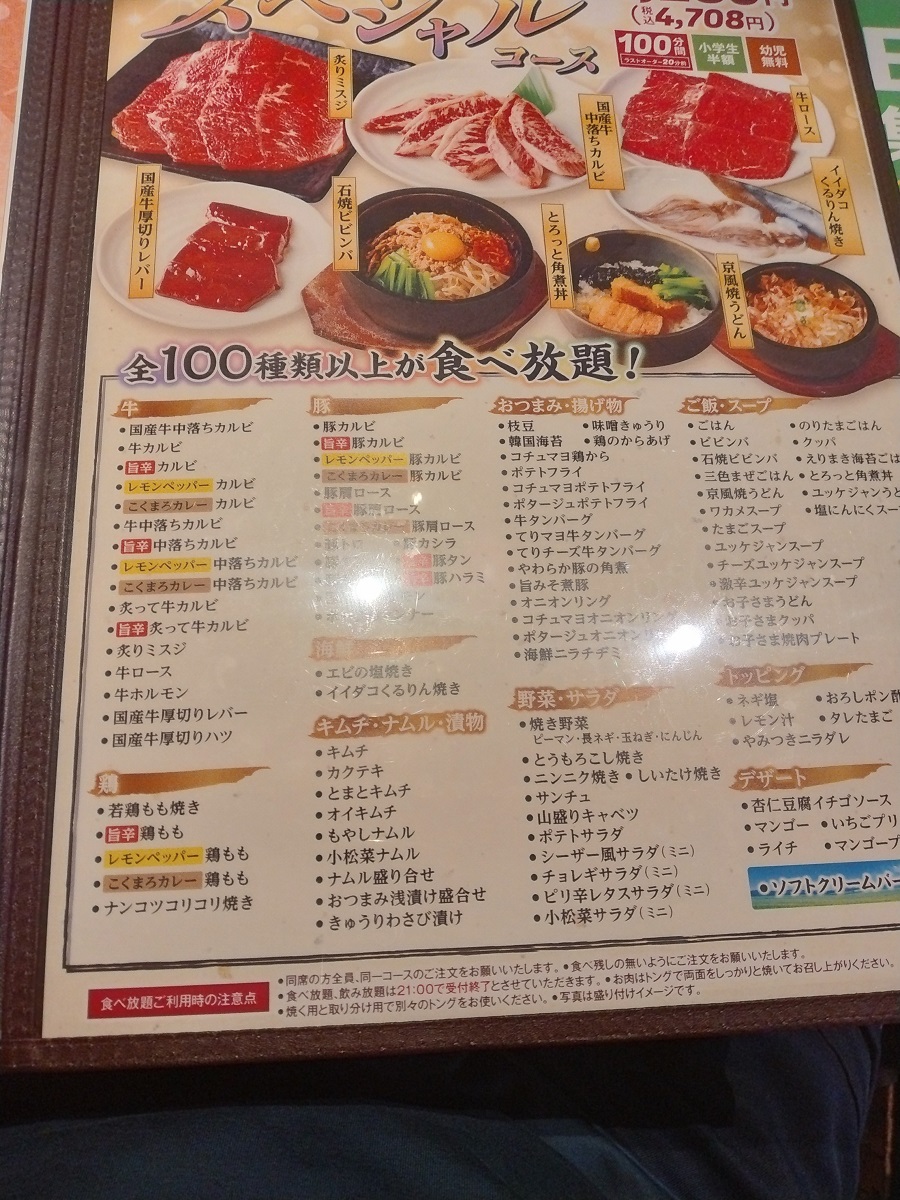 スペシャル
コース
(税込4,708円)
100分間
ラストオーダー20分前
小学生
半額
幼児
無料
炙りミスジ
国産牛
中落ちカルビ
牛ロース
イイダコ
くるりん焼き
国産牛厚切りレバー
石焼ビビンバ
とろっと角煮丼
京風焼うどん
全100種類以上が食べ放題!
牛
•国産牛中落ちカルビ
•牛カルビ
•旨辛 カルビ
•レモンペッパー カルビ
•こくまろカレー カルビ
•牛中落ちカルビ
•旨辛 中落ちカルビ
•レモンペッパー 中落ちカルビ
•こくまろカレー 中落ちカルビ
•炙って牛カルビ
•旨辛 炙って牛カルビ
•炙りミスジ
•牛ロース
•牛ホルモン
•国産牛厚切りレバー
•国産牛厚切りハツ
鶏
•若鶏もも焼き
•旨辛 鶏もも
•レモンペッパー 鶏もも
•こくまろカレー 鶏もも
•ナンコツコリコリ焼き
豚
•豚カルビ
•旨辛 豚カルビ
•レモンペッパー 豚カルビ
•こくまろカレー 豚カルビ
•豚肩ロース
•豚肩ロース
•こくまろカレー 豚肩ロース
•豚トロ •豚カシラ
豚タン
豚ハラミ
海鮮
•エビの塩焼き
•イイダコくるりん焼き
キムチ・ナムル・漬物
•キムチ
•カクテキ
•とまとキムチ
•オイキムチ
•もやしナムル
•小松菜ナムル
•ナムル盛り合せ
•おつまみ浅漬け盛合せ
•きゅうりわさび漬け
おつまみ・揚げ物
•枝豆 •味噌きゅうり
•韓国海苔 •鶏のからあげ
•コチュマヨ鶏から
•ポテトフライ
•コチュマヨポテトフライ
•ポタージュポテトフライ
•牛タンバーグ
•てりマヨ牛タンバーグ
•てりチーズ牛タンバーグ
•やわらか豚の角煮
•旨みそ煮豚
•オニオンリング
•コチュマヨオニオンリング
•ポタージュオニオン
•海鮮ニラチヂミ
野菜・サラダ
•焼き野菜
ピーマン・長ネギ・玉ねぎ・にんじん
•とうもろこし焼き
•ニンニク焼き •しいたけ焼き
•サンチュ
•山盛りキャベツ
•ポテトサラダ
•シーザー風サラダ(ミニ)
•チョレギサラダ(ミニ)
•ピリ辛レタスサラダ(ミニ)
•小松菜サラダ(ミニ)
ご飯・スープ
•ごはん •のりたまごはん
•ビビンバ •クッパ
•石焼ビビンバ •えりまき海苔ごは
•三色まぜごはん •とろっと角煮丼
•京風焼うどん •ユッケジャンうど
•ワカメスープ •塩にんにくスー
•たまごスープ
•ユッケジャンスープ
•チーズユッケジャンスープ
•激辛ユッケジャンスープ
•お子さまうどん
•お子さまクッパ
•お子さま焼肉プレート
トッピング
•ネギ塩 •おろしポン酢
•レモン汁 •タレたまご
•やみつきニラダレ
デザート
•杏仁豆腐イチゴソース
•マンゴー •いちごプリ
•ライチ •マンゴープ
•ソフトクリームバー
食べ放題ご利用時の注意点
•同席の方全員、同一コースのご注文をお願いいたします。•食べ残しの無いようにご注文をお願いいたします。
•食べ放題、飲み放題は21:00で受付終了とさせていただきます。•お肉はトングで両面をしっかりと焼いてお召し上がりください。
•焼く用と取り分け用で別々のトングをお使いください。•写真は盛り付けイメージです。